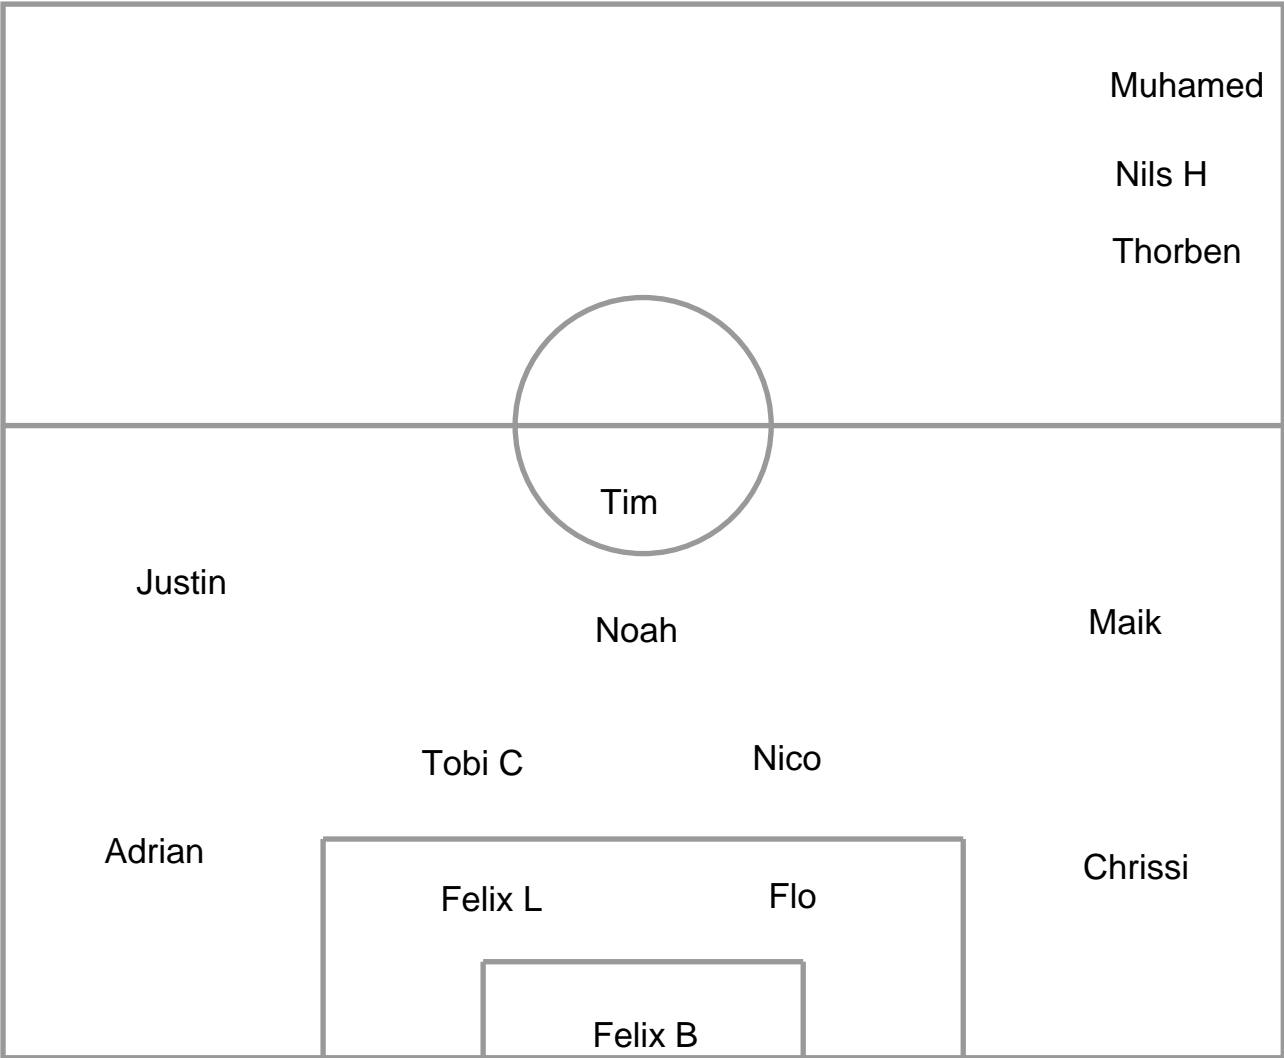 Muhamed
Nils H
Thorben
Tim
Justin
Noah
Maik
Tobi C
Nico
Adrian
Chrissi
Felix L
Flo
Felix B